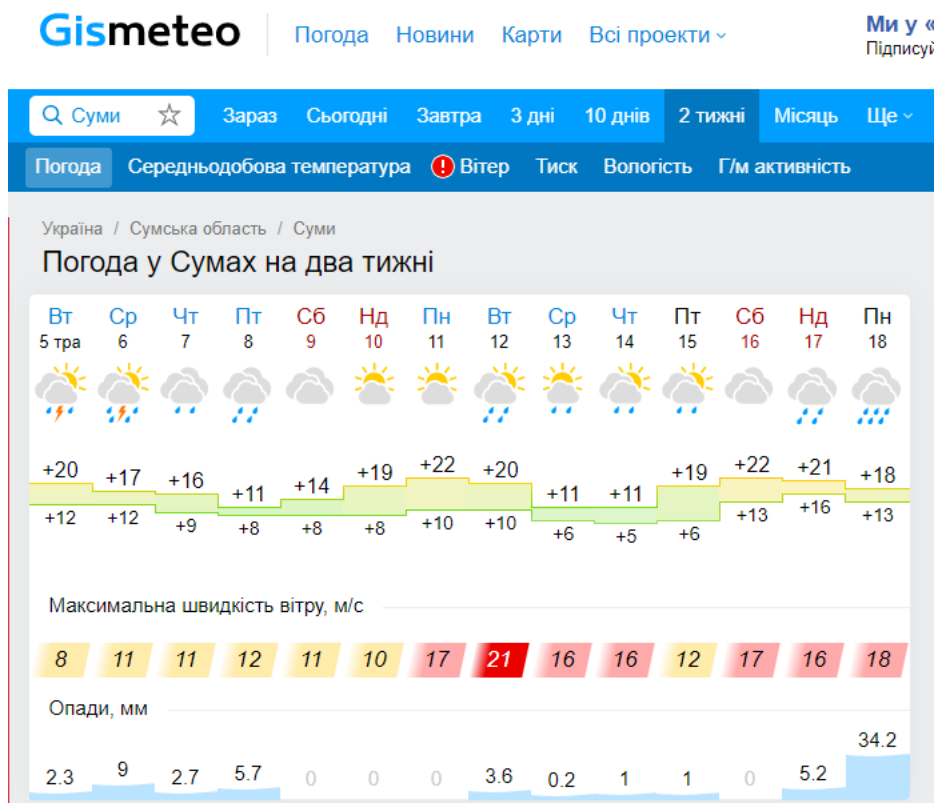 Gismeteo Погода Новини Карти Всі проекти Ми у «
Підписуй
Суми Зараз Сьогодні Завтра 3 дні 10 днів 2 тижні Місяць Ще
Погода Середньодобова температура ! Вітер Тиск Вологість Г/м активність
Україна / Сумська область / Суми
Погода у Сумах на два тижні
Вт Ср Чт Пт Сб Нд Пн Вт Ср Чт Пт Сб Нд Пн
5 тра 6 7 8 9 10 11 12 13 14 15 16 17 18
+20 +17 +16 +11 +14 +19 +22 +20 +11 +11 +19 +22 +21 +18
+12 +12 +9 +8 +8 +8 +10 +10 +6 +5 +6 +13 +16 +13
Максимальна швидкість вітру, м/с
8 11 11 12 11 10 17 21 16 16 12 17 16 18
Опади, мм
2.3 9 2.7 5.7 0 0 0 3.6 0.2 1 1 0 5.2 34.2